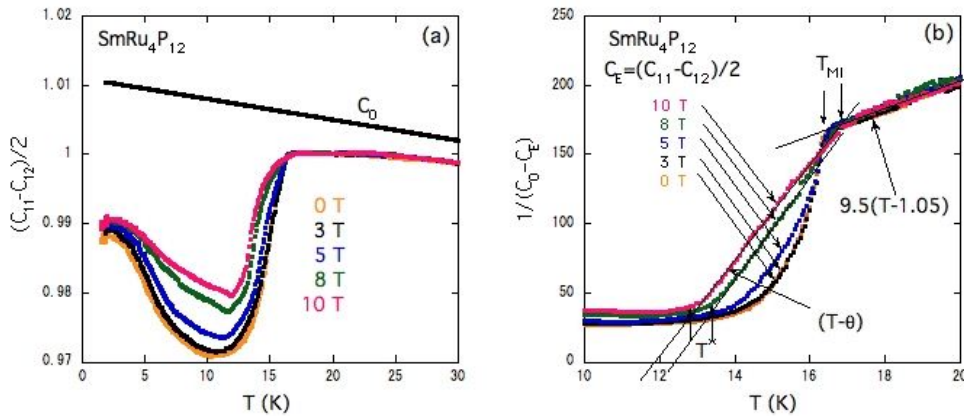 1.02
1.01
1
0.99
0.98
0.97
(C11-C12)/2
SmRu4P12
(a)
C0
0 T
3 T
5 T
8 T
10 T
0
5
10
15
20
25
30
T (K)
250
200
150
100
50
0
1/(C0-CE)
SmRu4P12
(b)
CE=(C11-C12)/2
TMI
10 T
8 T
5 T
3 T
0 T
9.5(T-1.05)
(T-θ)
T*
10
12
14
16
18
20
T (K)